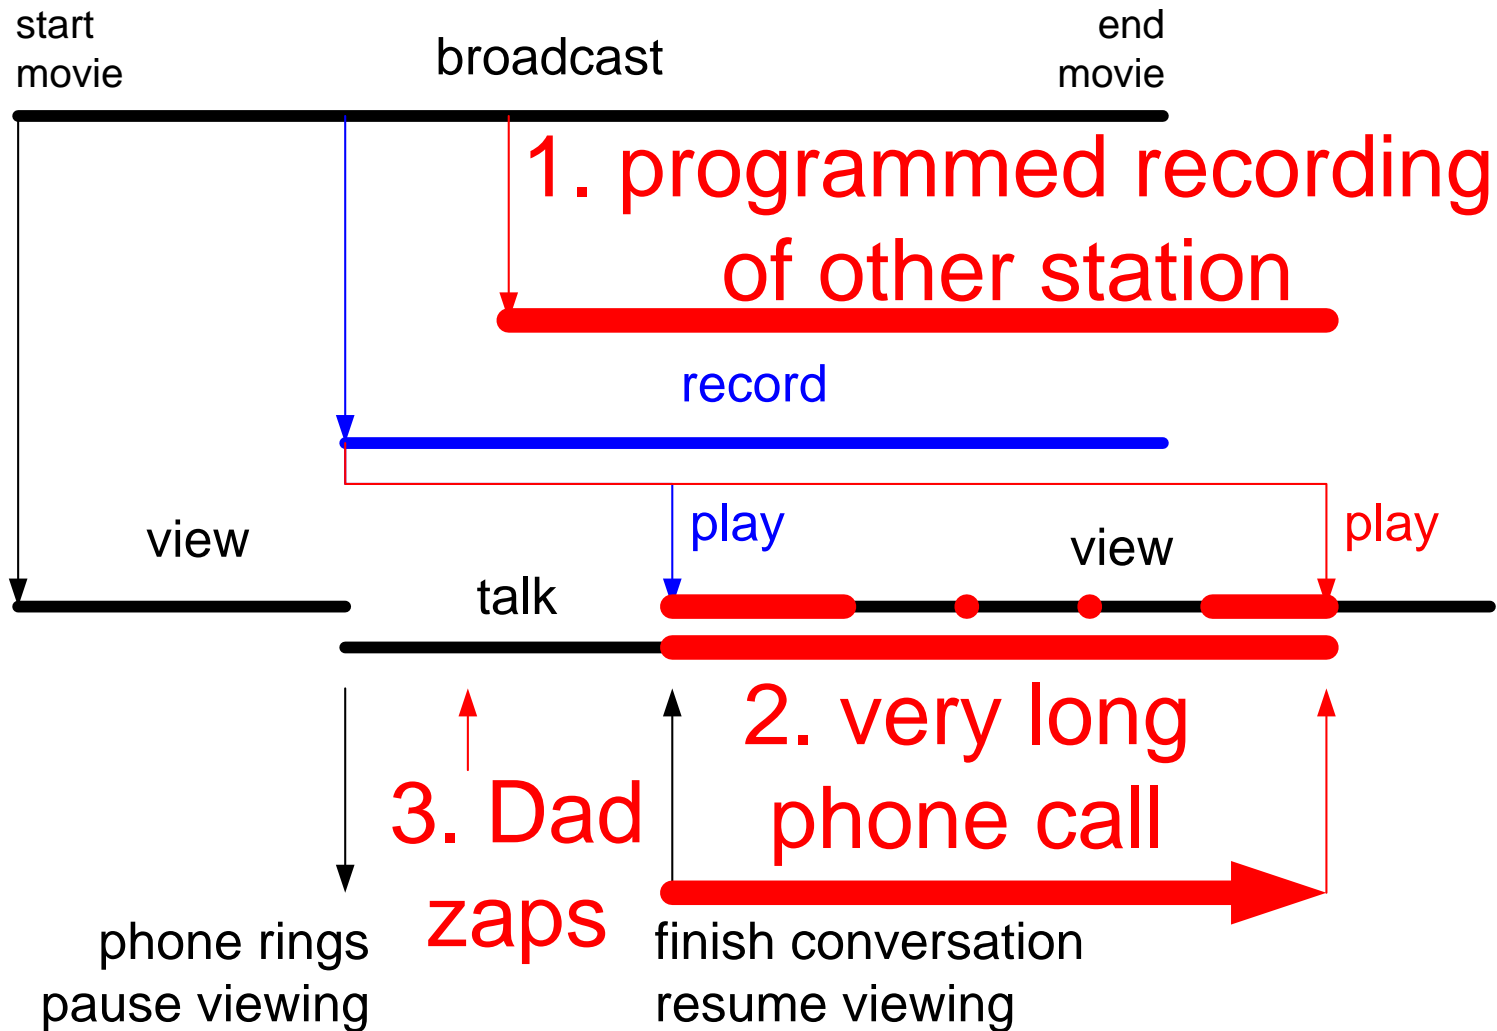 start
movie
broadcast
end
movie
1. programmed recording
of other station
record
play
play
view
view
talk
2. very long
phone call
3. Dad
zaps
phone rings
pause viewing
finish conversation
resume viewing